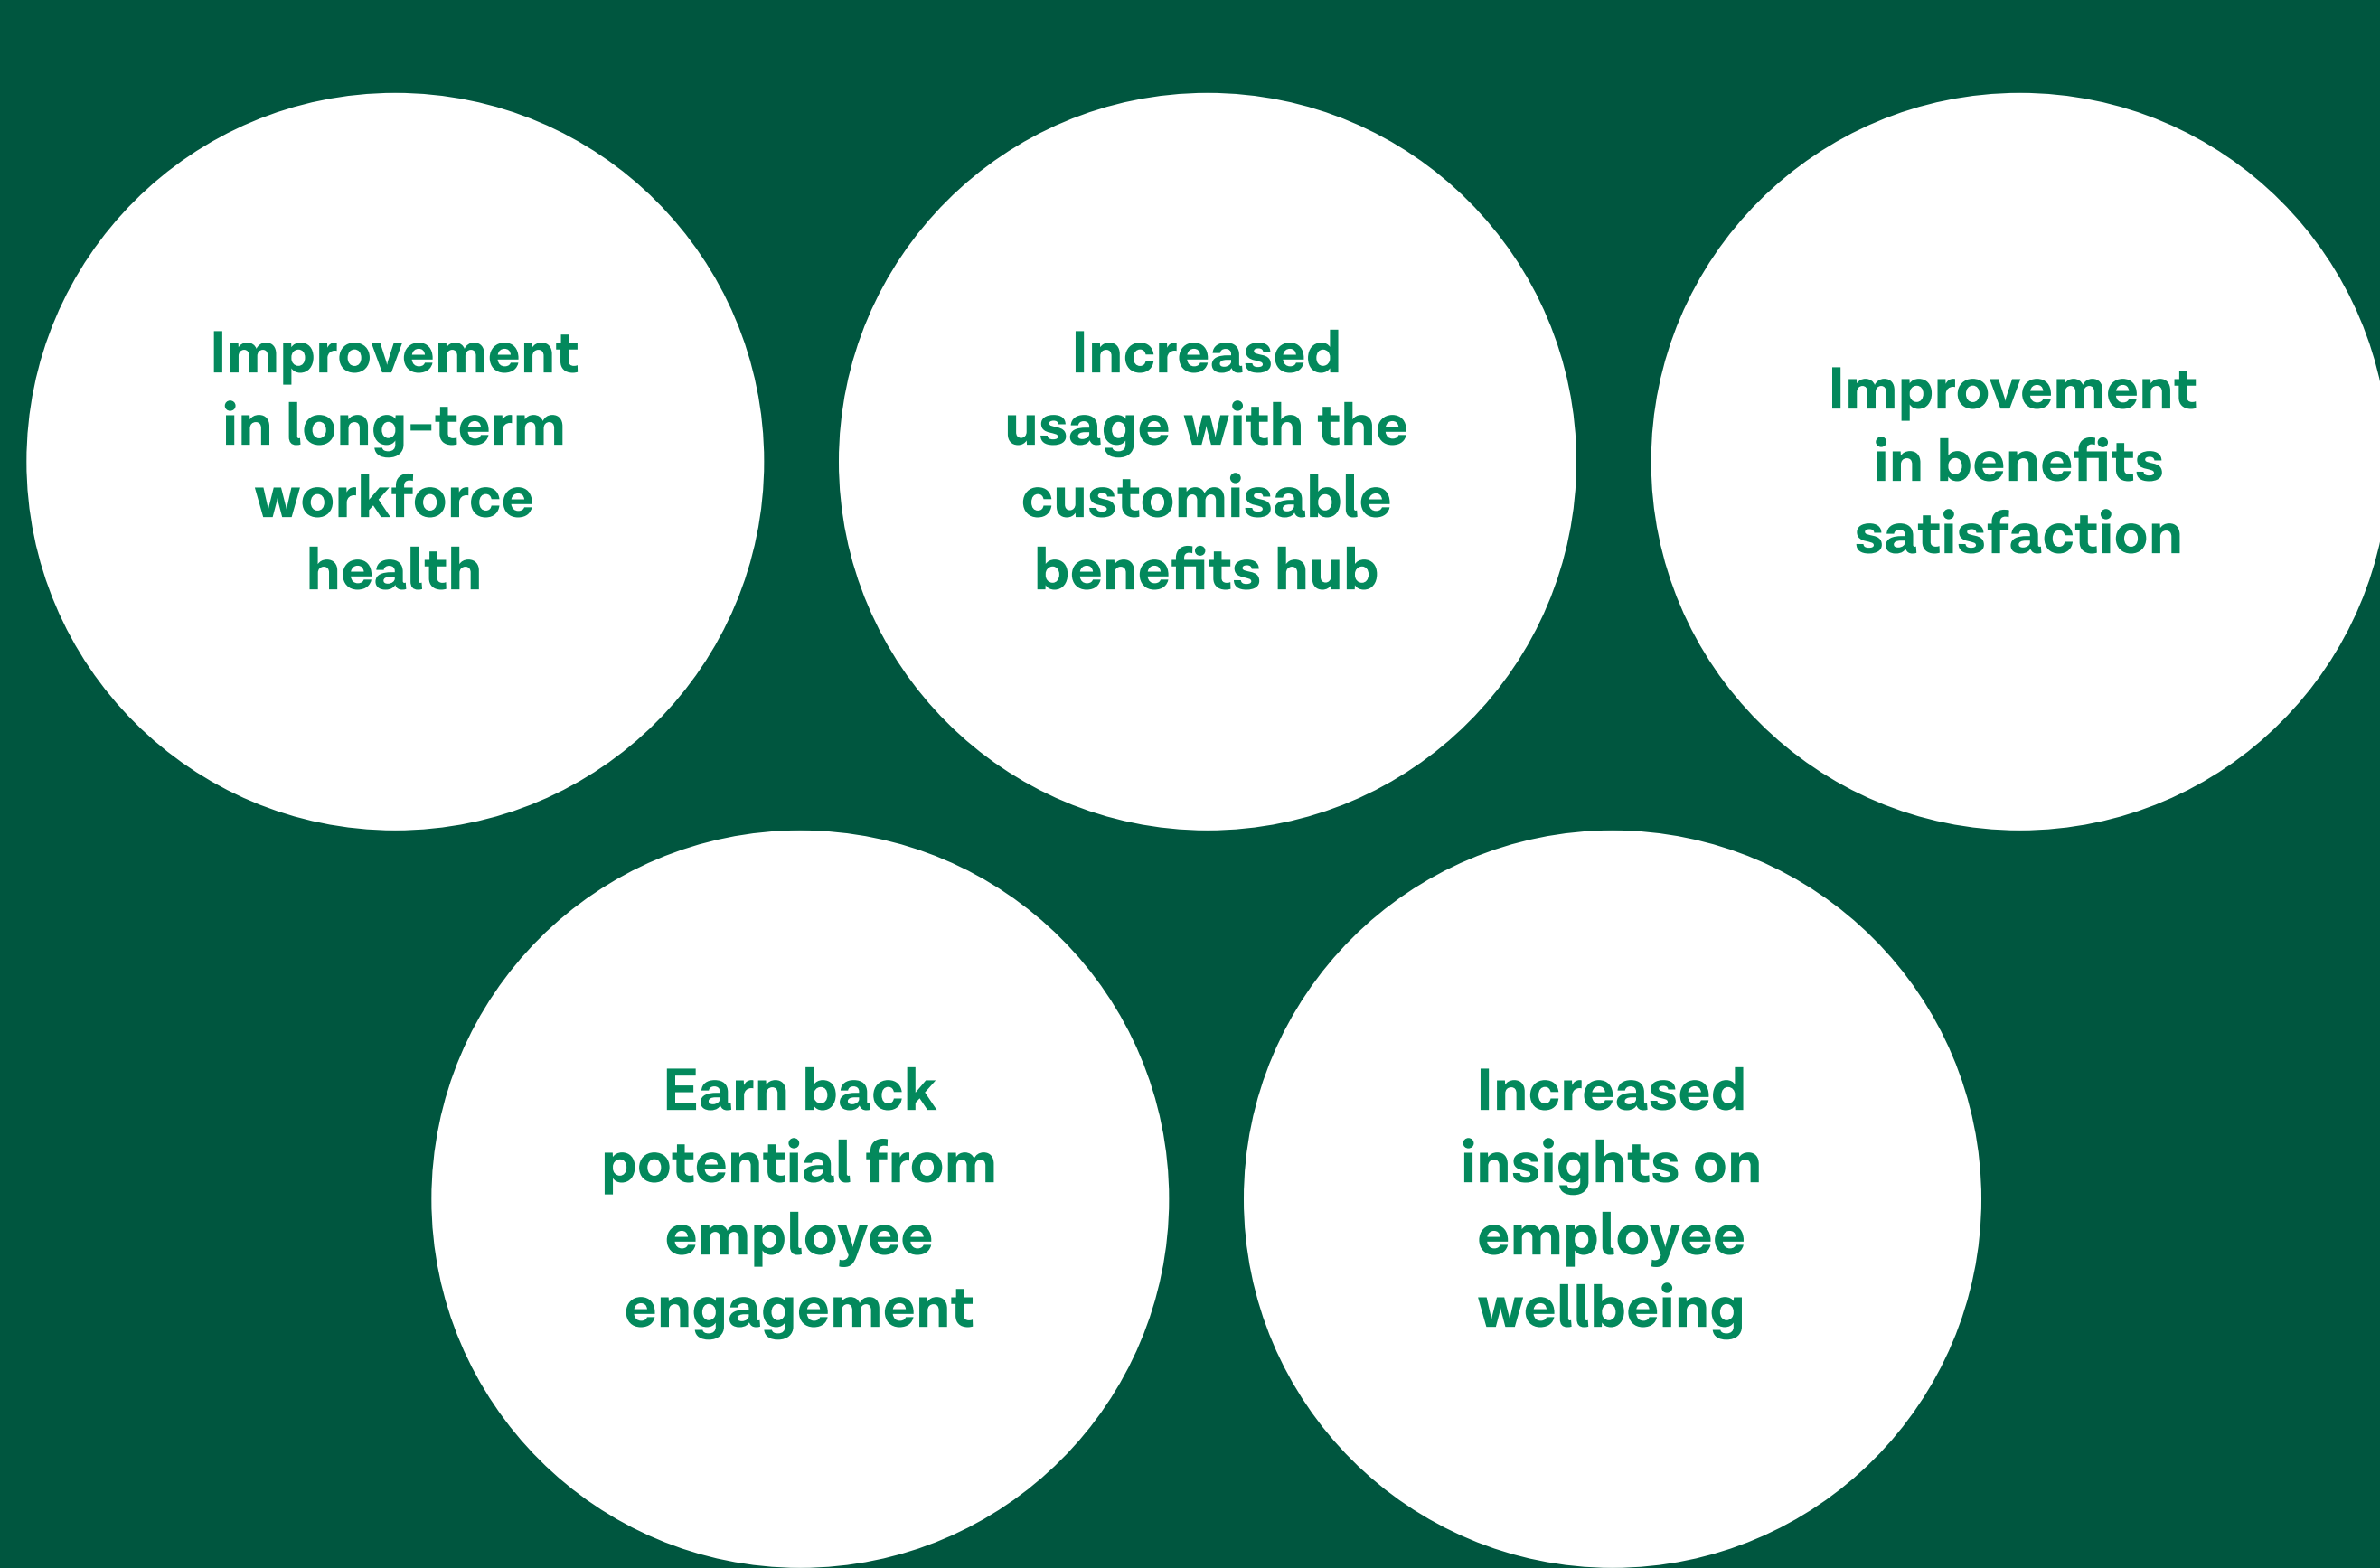 Improvement
in long-term
workforce
health
Increased
usage with the
customisable
benefits hub
Improvement
in benefits
satisfaction
Earn back
potential from
employee
engagement
Increased
insights on
employee
wellbeing